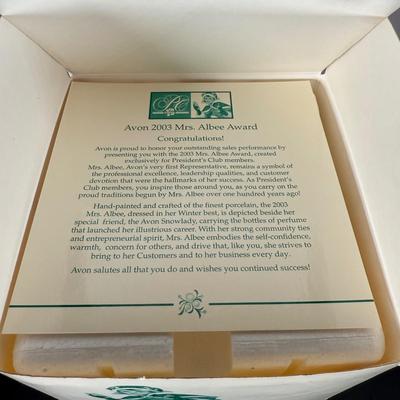 PC
Avon 2003 Mrs. Albee Award
Congratulations!
Avon is proud to honor your outstanding sales performance by
presenting you with the 2003 Mrs. Albee Award, created
exclusively for President's Club members.
Mrs. Albee, Avon's very first Representative, remains a symbol of
the professional excellence, leadership qualities, and customer
devotion that were the hallmarks of her success. As President's
Club members, you inspire those around you, as you carry on the
proud traditions begun by Mrs. Albee over one hundred years ago!
Hand-painted and crafted of the finest porcelain, the 2003
Mrs. Albee, dressed in her Winter best, is depicted beside her
special friend, the Avon Snowlady, carrying the bottles of perfume
that launched her illustrious career. With her strong community ties
and entrepreneurial spirit, Mrs. Albee embodies the self-confidence,
warmth, concern for others, and drive that, like you, she strives to
bring to her Customers and to her business every day.
Avon salutes all that you do and wishes you continued success!